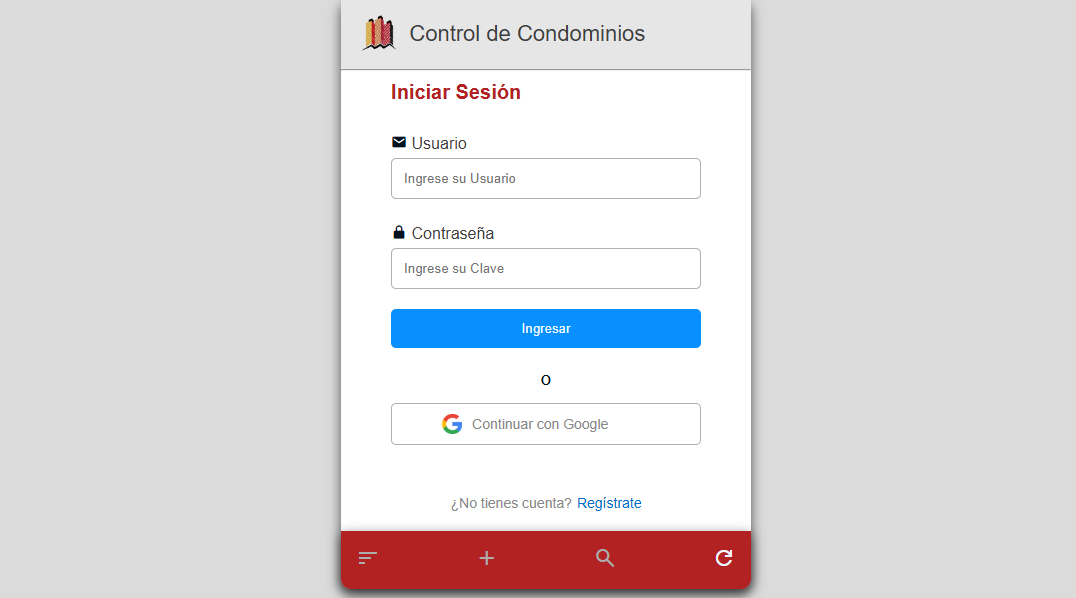 Control de Condominios
Iniciar Sesión
Usuario
Ingrese su Usuario
Contraseña
Ingrese su Clave
Ingresar
O
Continuar con Google
¿No tienes cuenta? Regístrate